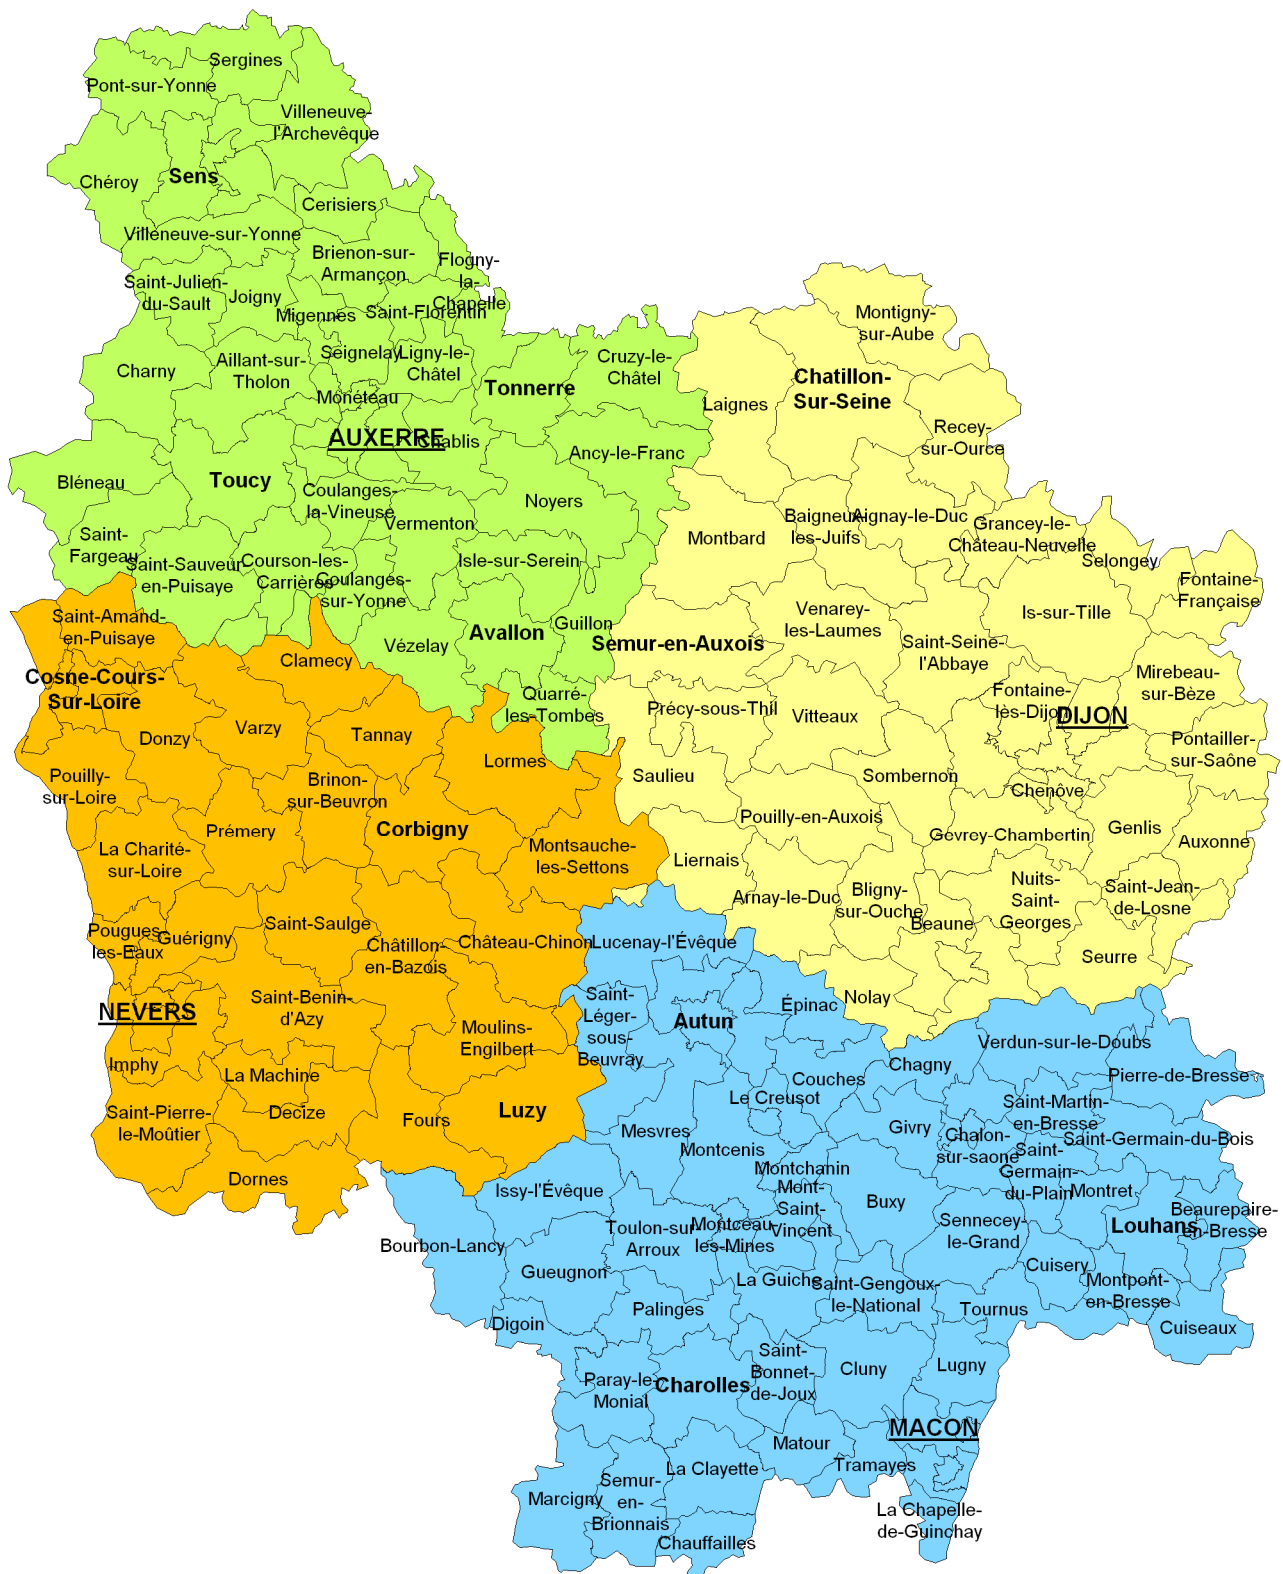 Sergines
Pont-sur-Yonne
Villeneuve-
l'Archevêque
Chéroy
Sens
Cerisiers
Villeneuve-sur-Yonne
Brienon-sur-
Armançon
Flogny-
la-
Chapelle
Saint-Julien-
du-Sault
Joigny
Migennes
Saint-Florentin
Charny
Aillant-sur-
Tholon
Seignelay
Ligny-le-
Châtel
Tonnerre
Cruzy-le-
Châtel
Monéteau
AUXERRE
Chablis
Ancy-le-Franc
Bléneau
Toucy
Coulanges-
la-Vineuse
Vermenton
Noyers
Saint-
Fargeau
Saint-Sauveur-
en-Puisaye
Courson-les-
Carrières
Coulanges-
sur-Yonne
Isle-sur-Serein
Vézelay
Avallon
Guillon
Quarré-
les-Tombes
Montigny-
sur-Aube
Chatillon-
Sur-Seine
Laignes
Recey-
sur-Ource
Montbard
Baigneux-
les-Juifs
Aignay-le-Duc
Grancey-le-
Château-Neuvelle
Selongey
Fontaine-
Française
Semur-en-Auxois
Venarey-
les-Laumes
Is-sur-Tille
Saint-Seine-
l'Abbaye
Mirebeau-
sur-Bèze
Précy-sous-Thil
Vitteaux
Fontaine-
lès-Dijon
DIJON
Pontailler-
sur-Saône
Saulieu
Sombernon
Chenôve
Pouilly-en-Auxois
Gevrey-Chambertin
Genlis
Auxonne
Liernais
Arnay-le-Duc
Bligny-
sur-Ouche
Beaune
Nuits-
Saint-
Georges
Saint-Jean-
de-Losne
Seurre
Nolay
Saint-Amand-
en-Puisaye
Clamecy
Cosne-Cours-
Sur-Loire
Donzy
Varzy
Tannay
Lormes
Pouilly-
sur-Loire
Brinon-
sur-Beuvron
Prémery
Corbigny
La Charité-
sur-Loire
Montsauche-
les-Settons
Pougues-
les-Eaux
Guérigny
Saint-Saulge
Châtillon-
en-Bazois
Château-Chinon
NEVERS
Saint-Benin-
d'Azy
Moulins-
Engilbert
Imphy
La Machine
Saint-Pierre-
le-Moûtier
Decize
Fours
Luzy
Dornes
Lucenay-l'Évêque
Saint-
Léger-
sous-
Beuvray
Autun
Épinac
Verdun-sur-le-Doubs
Chagny
Couches
Le Creusot
Pierre-de-Bresse
Mesvres
Montcenis
Givry
Chalon-
sur-saone
Saint-Martin-
en-Bresse
Saint-Germain-du-Bois
Saint-
Germain-
du-Plain
Montchanin
Mont-
Saint-
Vincent
Issy-l'Évêque
Buxy
Montret
Beaurepaire-
en-Bresse
Louhans
Bourbon-Lancy
Toulon-sur-
Arroux
Montceau-
les-Mines
Sennecey-
le-Grand
Gueugnon
La Guiche
Saint-Gengoux-
le-National
Cuisery
Montpont-
en-Bresse
Digoin
Palinges
Tournus
Cuiseaux
Paray-le-
Monial
Charolles
Saint-
Bonnet-
de-Joux
Cluny
Lugny
MACON
Matour
Tramayes
La Clayette
Marcigny
Semur-
en-
Brionnais
Chauffailles
La Chapelle-
de-Guinchay